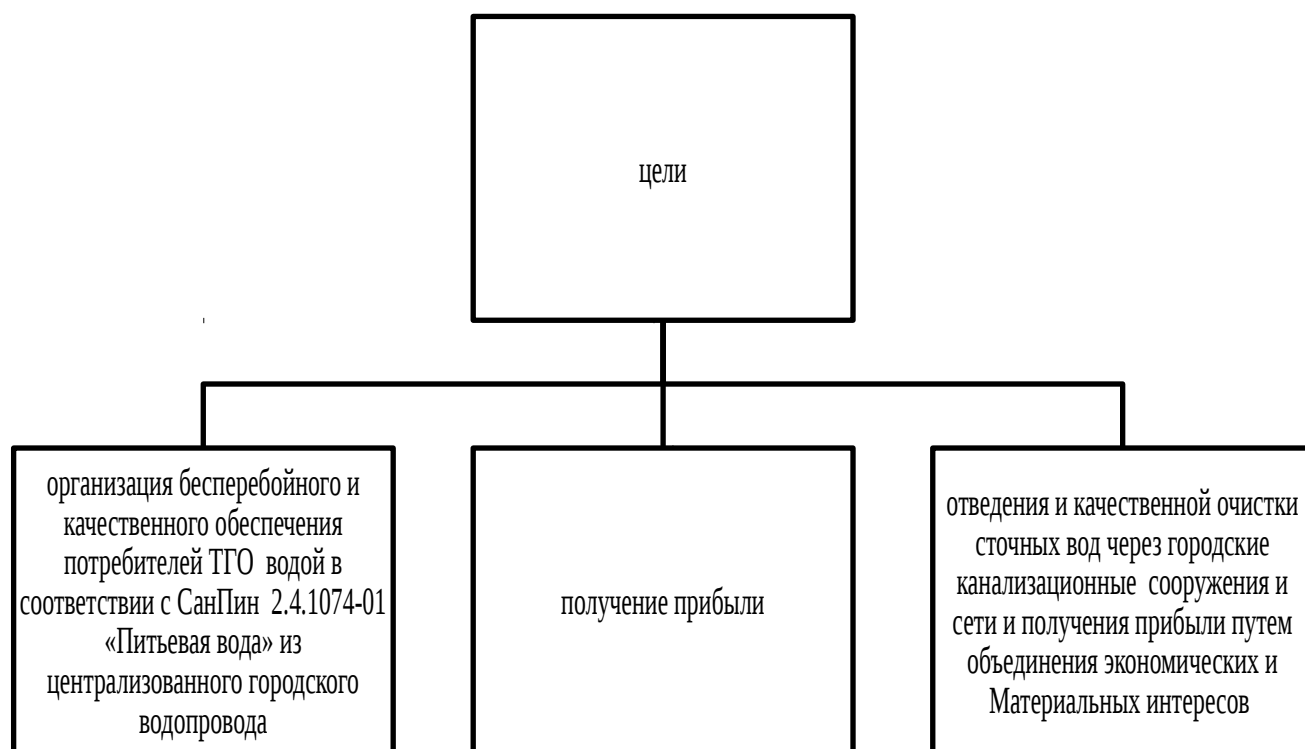 цели
организация бесперебойного и
качественного обеспечения
потребителей ТГО водой в
соответствии с СанПин 2.4.1074-01
«Питьевая вода» из
централизованного городского
водопровода
получение прибыли
отведения и качественной очистки
сточных вод через городские
канализационные сооружения и
сети и получения прибыли путем
объединения экономических и
Материальных интересов